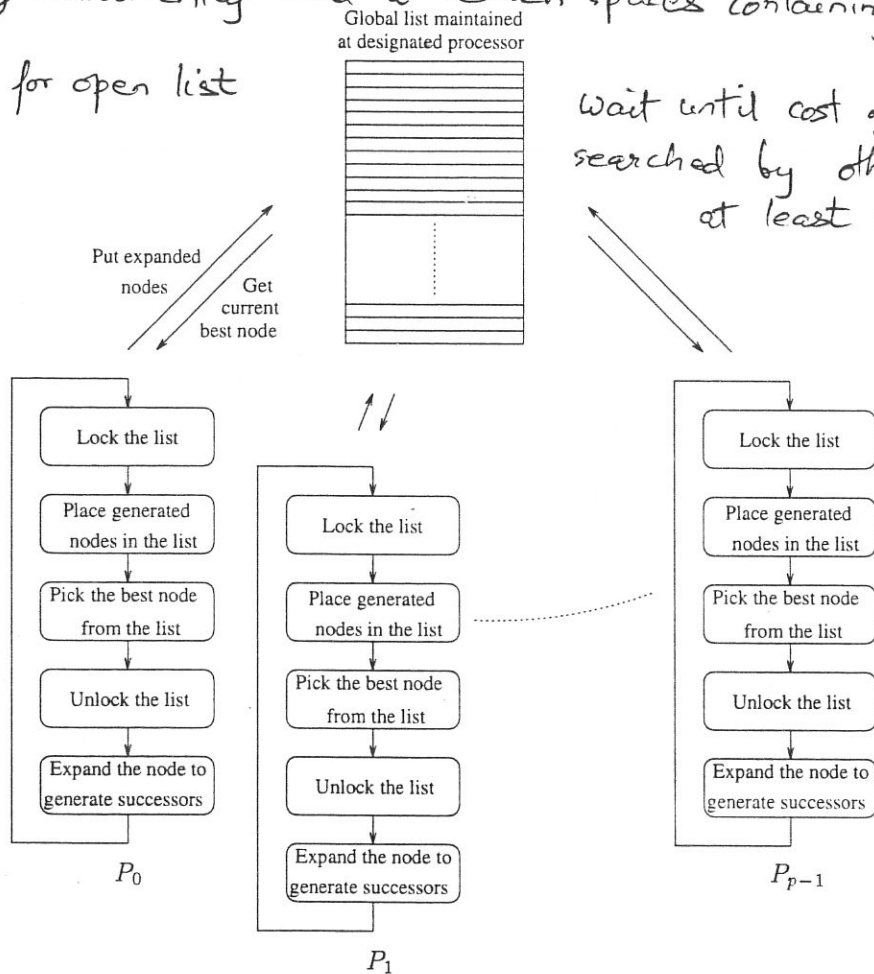 spaces containin
Global list maintained
at designated processor
for open list
wait until cost
searched by oth
at least
Put expanded
nodes
Get
current
best node
Lock the list
Place generated
nodes in the list
Pick the best node
from the list
Unlock the list
Expand the node to
generate successors
P₀
Lock the list
Place generated
nodes in the list
Pick the best node
from the list
Unlock the list
Expand the node to
generate successors
P₁
Lock the list
Place generated
nodes in the list
Pick the best node
from the list
Unlock the list
Expand the node to
generate successors
Pₚ₋₁